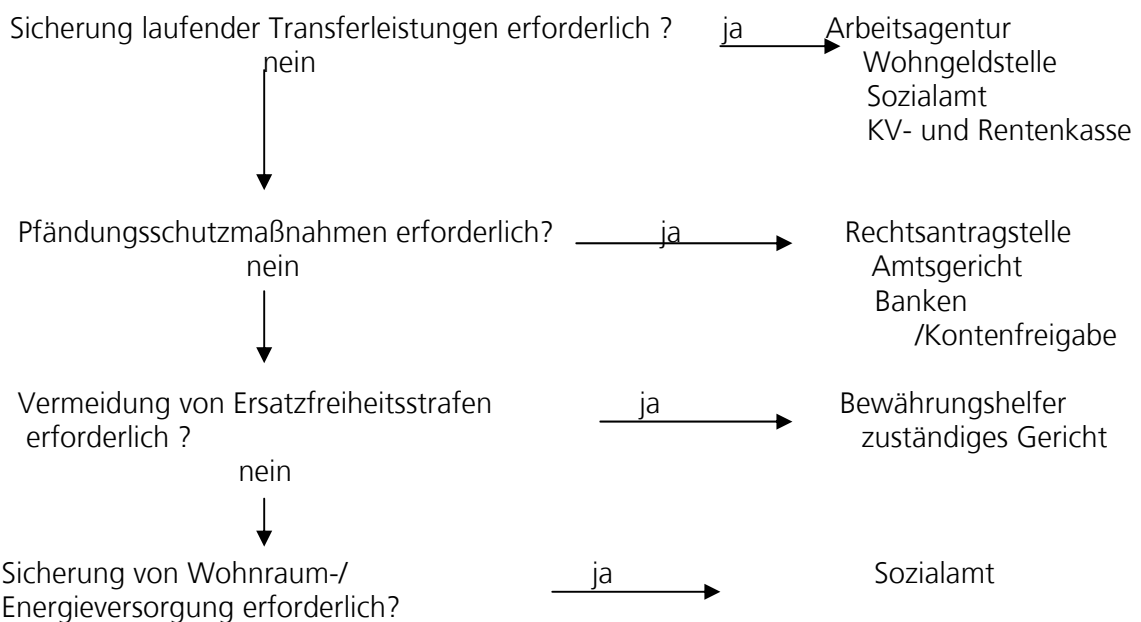 Sicherung laufender Transferleistungen erforderlich ? ja Arbeitsagentur
nein Wohngeldstelle
Sozialamt
KV- und Rentenkasse
Pfändungsschutzmaßnahmen erforderlich? ja Rechtsantragstelle
nein Amtsgericht
Banken
/Kontenfreigabe
Vermeidung von Ersatzfreiheitsstrafen ja Bewährungshelfer
erforderlich ? zuständiges Gericht
nein
Sicherung von Wohnraum-/ ja Sozialamt
Energieversorgung erforderlich?